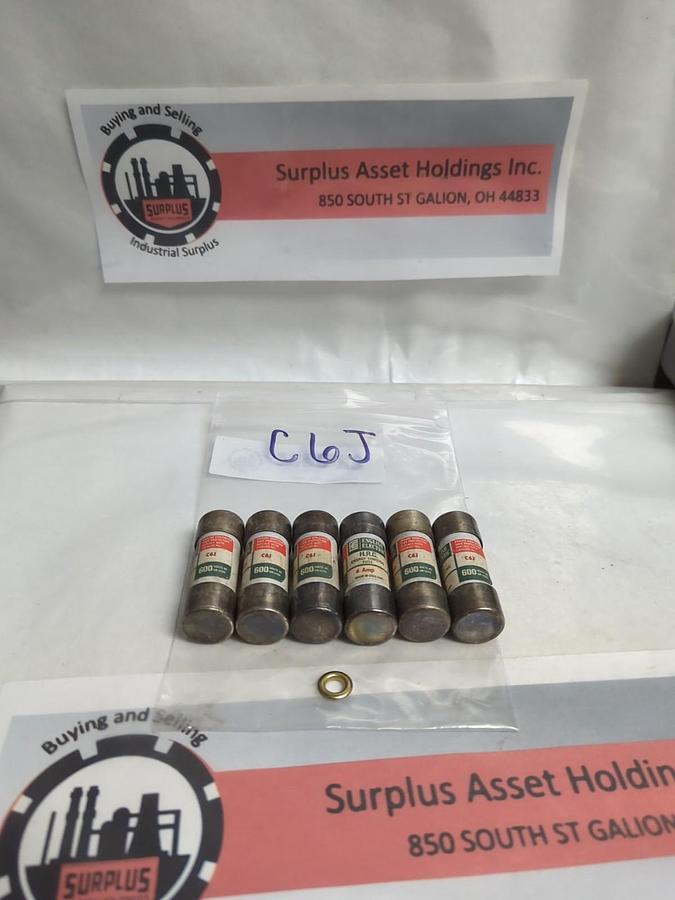 Buying and Selling
Surplus Asset Holdings Inc.
850 SOUTH ST GALION, OH 44833
SURPLUS
Industrial Surplus
C6J
C6J
600
C6J
600
C6J
600
ENGLISH
ELECTRIC
H.R.C.
6 Amp
C6J
600
C6J
600
Buying and Selling
Surplus Asset Holdin
850 SOUTH ST GALION
SURPLUS